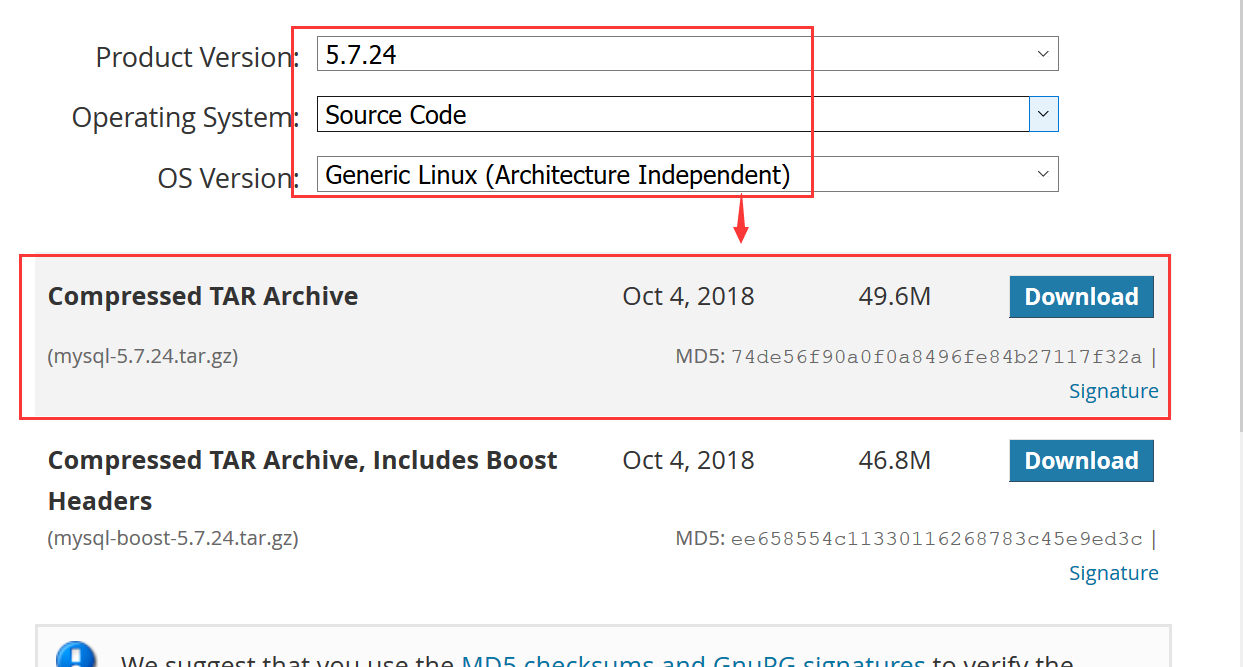 Product Version: 5.7.24
Operating System: Source Code
OS Version: Generic Linux (Architecture Independent)
Compressed TAR Archive Oct 4, 2018 49.6M Download
(mysql-5.7.24.tar.gz) MD5: 74de56f90a0f0a8496fe84b27117f32a |
Signature
Compressed TAR Archive, Includes Boost Oct 4, 2018 46.8M Download
Headers
(mysql-boost-5.7.24.tar.gz) MD5: ee658554c11330116268783c45e9ed3c |
Signature
We suggest that you use the MD5 checksums and GnuPG signatures to verify the